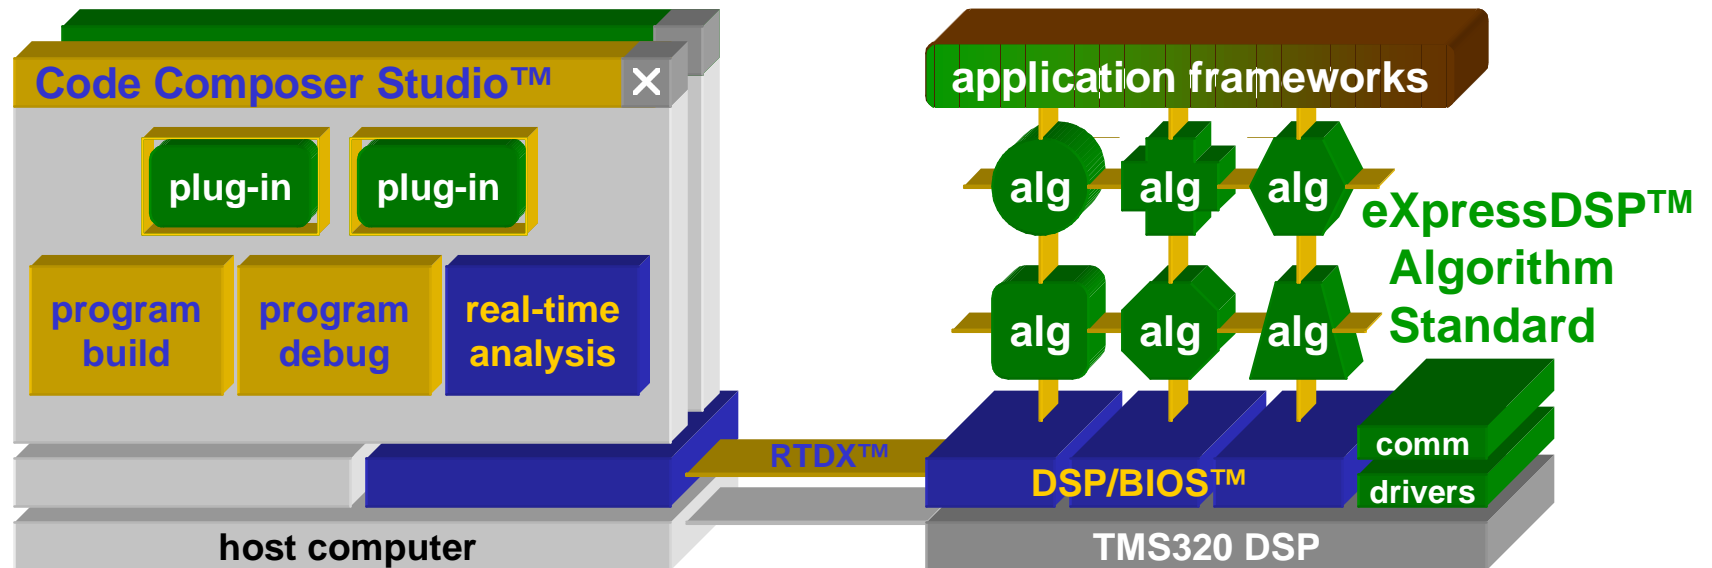 Code Composer Studio™
plug-in
plug-in
program
build
program
debug
real-time
analysis
host computer
RTDX™
application frameworks
alg
alg
alg
alg
alg
alg
eXpressDSP™
Algorithm
Standard
comm
drivers
DSP/BIOS™
TMS320 DSP